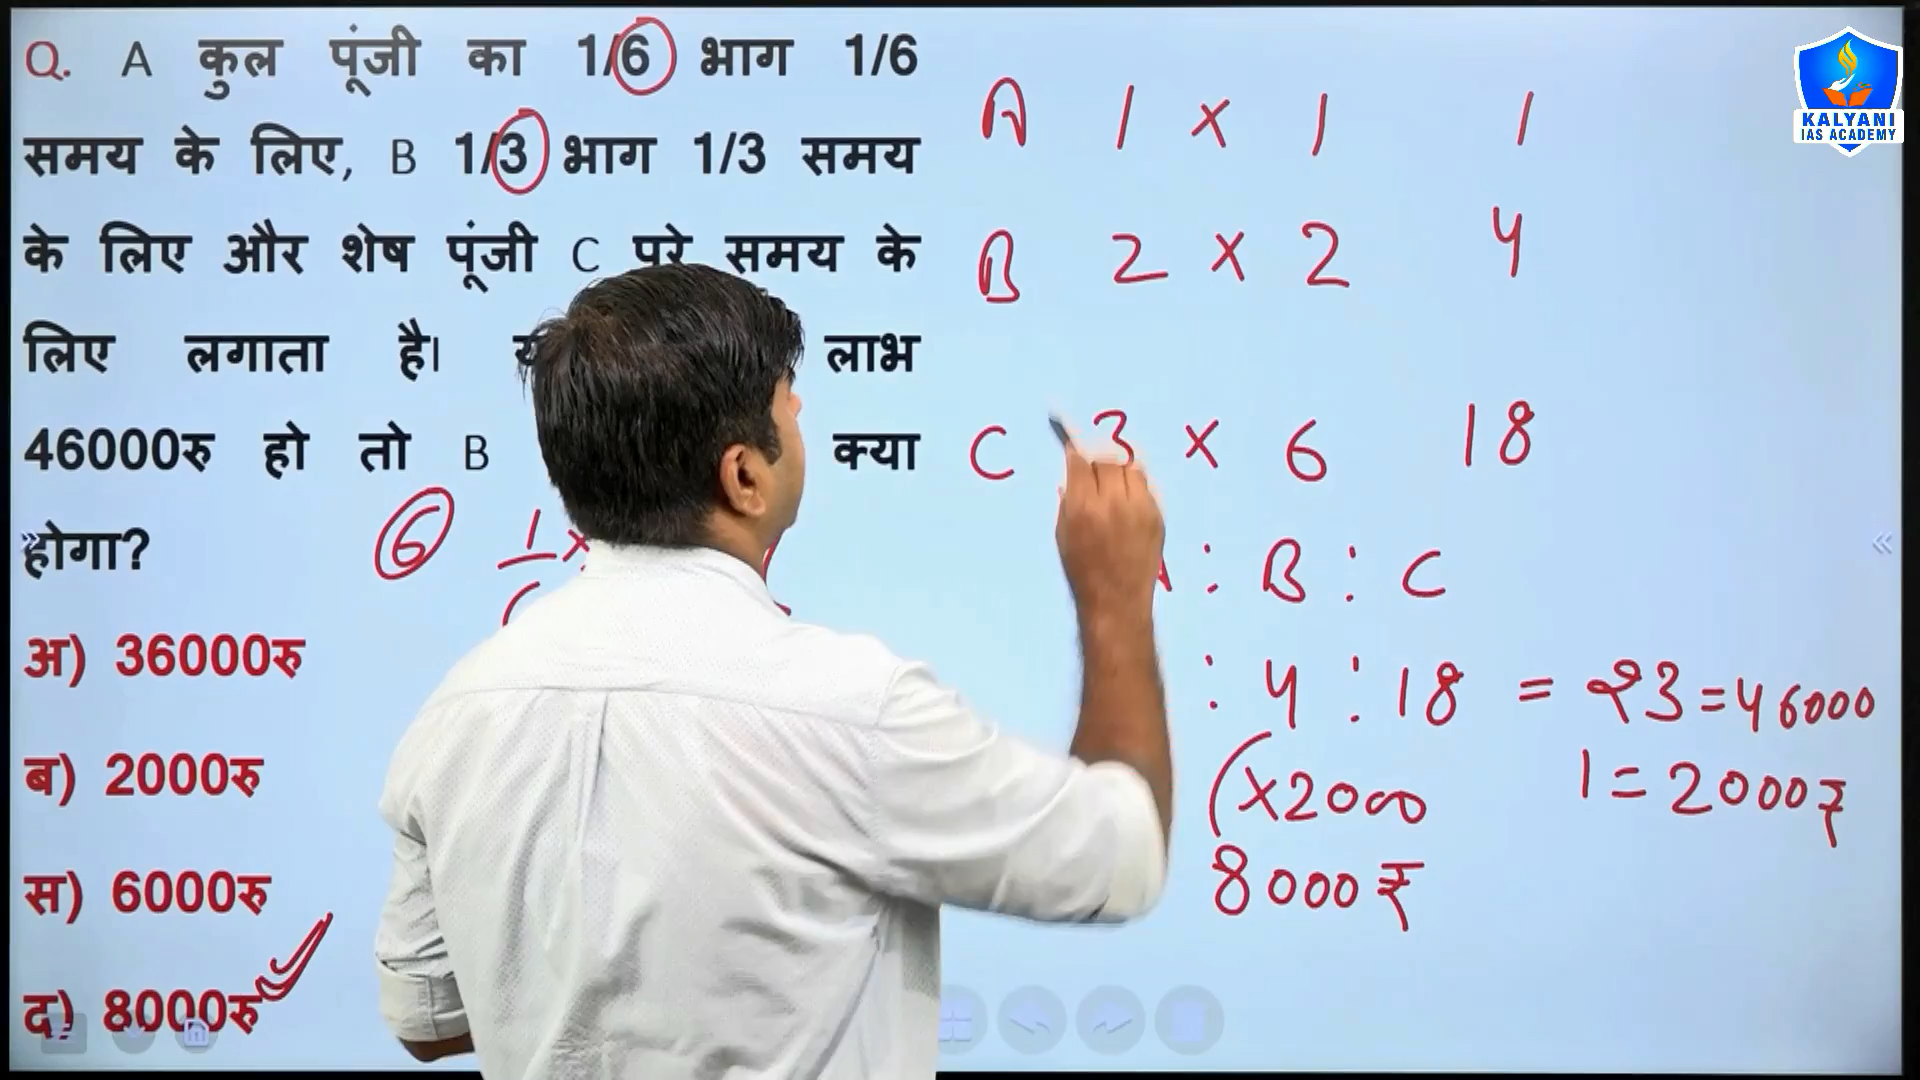 Q. A कुल पूंजी का 1/6 भाग 1/6
समय के लिए, B 1/3 भाग 1/3 समय
के लिए और शेष पूंजी C पूरे समय के
लिए लगाता है। लाभ
46000रु हो तो B क्या
होगा?
अ) 36000रु
ब) 2000रु
स) 6000रु
द) 8000रु
6
A 1 × 1 1
B 2 × 2 4
C 3 × 6 18
: B : C
: 4 : 18 = 23 = 46000
×2000
1 = 2000₹
8000₹
KALYANI
IAS ACADEMY